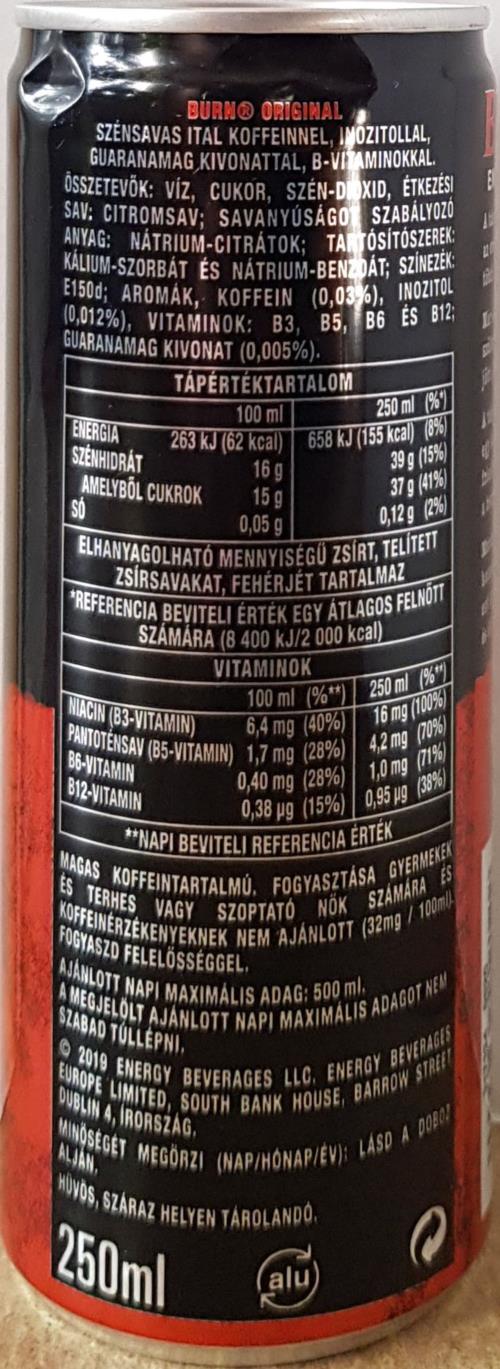 BURN® ORIGINAL
SZÉNSAVAS ITAL KOFFEINNEL, INOZITOLLAL,
GUARANAMAG KIVONATTAL, B-VITAMINOKKAL.
ÖSSZETEVŐK: VÍZ, CUKOR, SZÉN-DIOXID, ÉTKEZÉSI
SAV: CITROMSAV; SAVANYÚSÁGOT SZABÁLYOZÓ
ANYAG: NÁTRIUM-CITRÁTOK; TARTÓSÍTÓSZEREK:
KÁLIUM-SZORBÁT ÉS NÁTRIUM-BENZOÁT; SZÍNEZÉK:
E150d; AROMÁK, KOFFEIN (0,03%), INOZITOL
(0,012%), VITAMINOK: B3, B5, B6 ÉS B12;
GUARANAMAG KIVONAT (0,005%).
TÁPÉRTÉKTARTALOM
100 ml 250 ml (%*)
ENERGIA 263 kJ (62 kcal) 658 kJ (155 kcal) (8%)
SZÉNHIDRÁT 16 g 39 g (15%)
AMELYBŐL CUKROK 15 g 37 g (41%)
SÓ 0,05 g 0,12 g (2%)
ELHANYAGOLHATÓ MENNYISÉGŰ ZSÍRT, TELÍTETT
ZSÍRSAVAKAT, FEHÉRJÉT TARTALMAZ
*REFERENCIA BEVITELI ÉRTÉK EGY ÁTLAGOS FELNŐTT
SZÁMÁRA (8 400 kJ/2 000 kcal)
VITAMINOK
100 ml (%**) 250 ml (%**)
NIACIN (B3-VITAMIN) 6,4 mg (40%) 16 mg (100%)
PANTOTÉNSAV (B5-VITAMIN) 1,7 mg (28%) 4,2 mg (70%)
B6-VITAMIN 0,40 mg (28%) 1,0 mg (71%)
B12-VITAMIN 0,38 µg (15%) 0,95 µg (38%)
**NAPI BEVITELI REFERENCIA ÉRTÉK
MAGAS KOFFEINTARTALMÚ. FOGYASZTÁSA GYERMEKEK
ÉS TERHES VAGY SZOPTATÓ NŐK SZÁMÁRA ÉS
KOFFEINÉRZÉKENYEKNEK NEM AJÁNLOTT (32mg / 100ml).
FOGYASZD FELELŐSSÉGGEL.
AJÁNLOTT NAPI MAXIMÁLIS ADAG: 500 ml.
A MEGJELÖLT AJÁNLOTT NAPI MAXIMÁLIS ADAGOT NEM
SZABAD TÚLLÉPNI.
© 2019 ENERGY BEVERAGES LLC. ENERGY BEVERAGES
EUROPE LIMITED, SOUTH BANK HOUSE, BARROW STREET
DUBLIN 4, ÍRORSZÁG.
MINŐSÉGÉT MEGŐRZI (NAP/HÓNAP/ÉV): LÁSD A DOBOZ
ALJÁN.
HŰVÖS, SZÁRAZ HELYEN TÁROLANDÓ.
250ml
alu